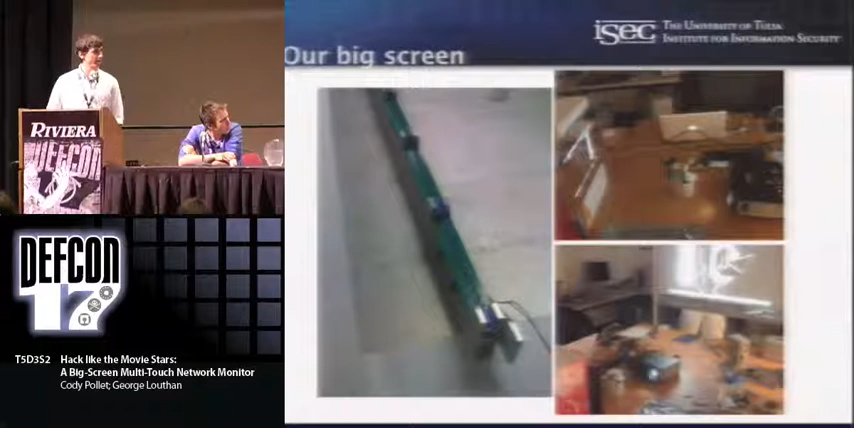 RIVIERA
DEFCON
DEFCON
17
T5D3S2 Hack like the Movie Stars:
A Big-Screen Multi-Touch Network Monitor
Cody Pollet; George Louthan
isec THE UNIVERSITY OF TULSA
INSTITUTE FOR INFORMATION SECURITY
Our big screen